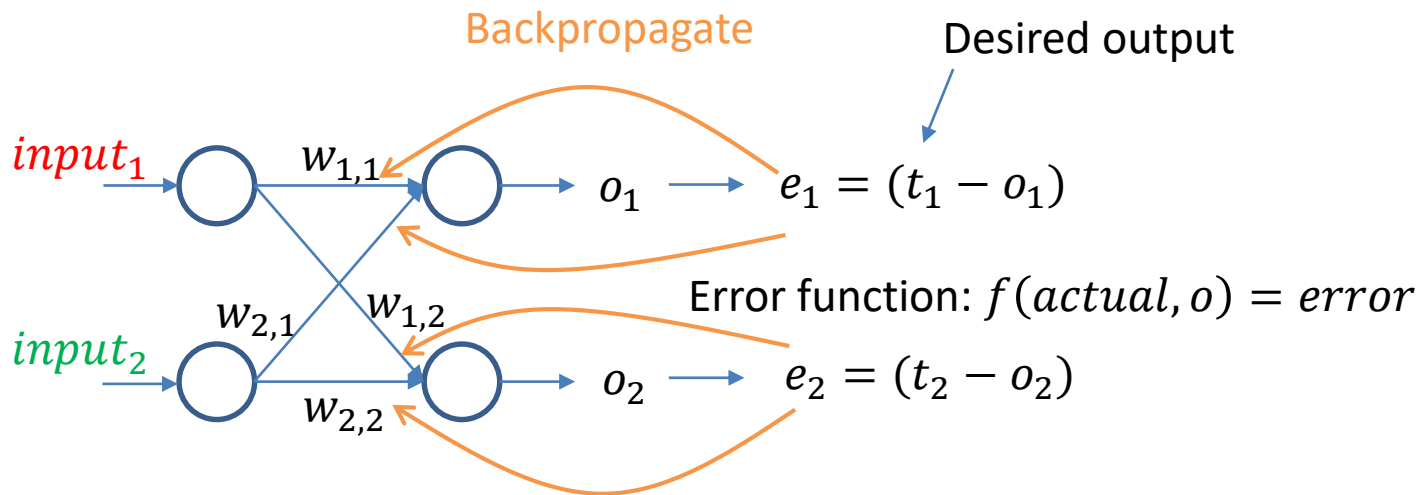 Backpropagate
Desired output
input₁
w₁,₁
o₁
e₁ = (t₁ − o₁)
Error function: f(actual, o) = error
w₂,₁
w₁,₂
input₂
o₂
e₂ = (t₂ − o₂)
w₂,₂